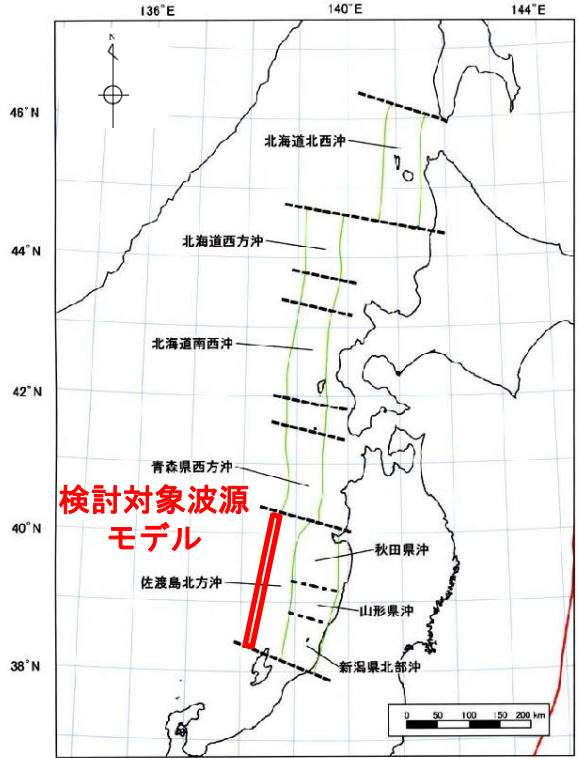 136°E
140°E
144°E
N
46°N
北海道北西沖
北海道西方沖
44°N
北海道南西沖
42°N
青森県西方沖
検討対象波源
モデル
40°N
秋田県沖
佐渡島北方沖
山形県沖
38°N
新潟県北部沖
0 50 100 150 200 km